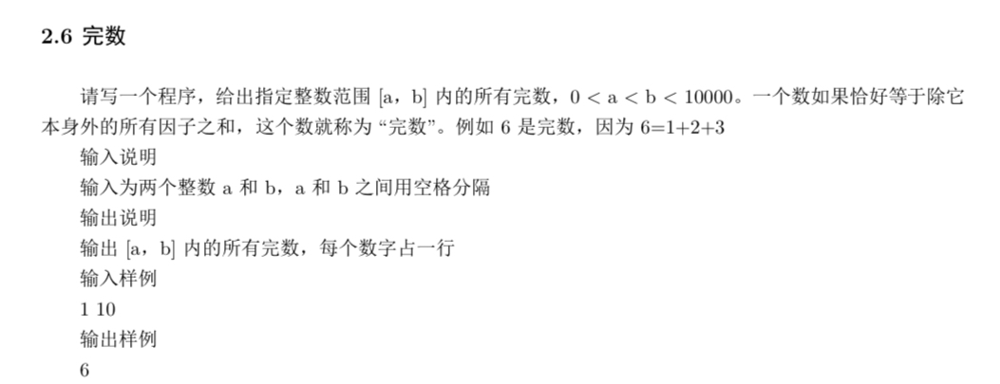 2.6 完数
请写一个程序，给出指定整数范围 [a，b] 内的所有完数，0 < a < b < 10000。一个数如果恰好等于除它
本身外的所有因子之和，这个数就称为 “完数”。例如 6 是完数，因为 6=1+2+3
输入说明
输入为两个整数 a 和 b，a 和 b 之间用空格分隔
输出说明
输出 [a，b] 内的所有完数，每个数字占一行
输入样例
1 10
输出样例
6